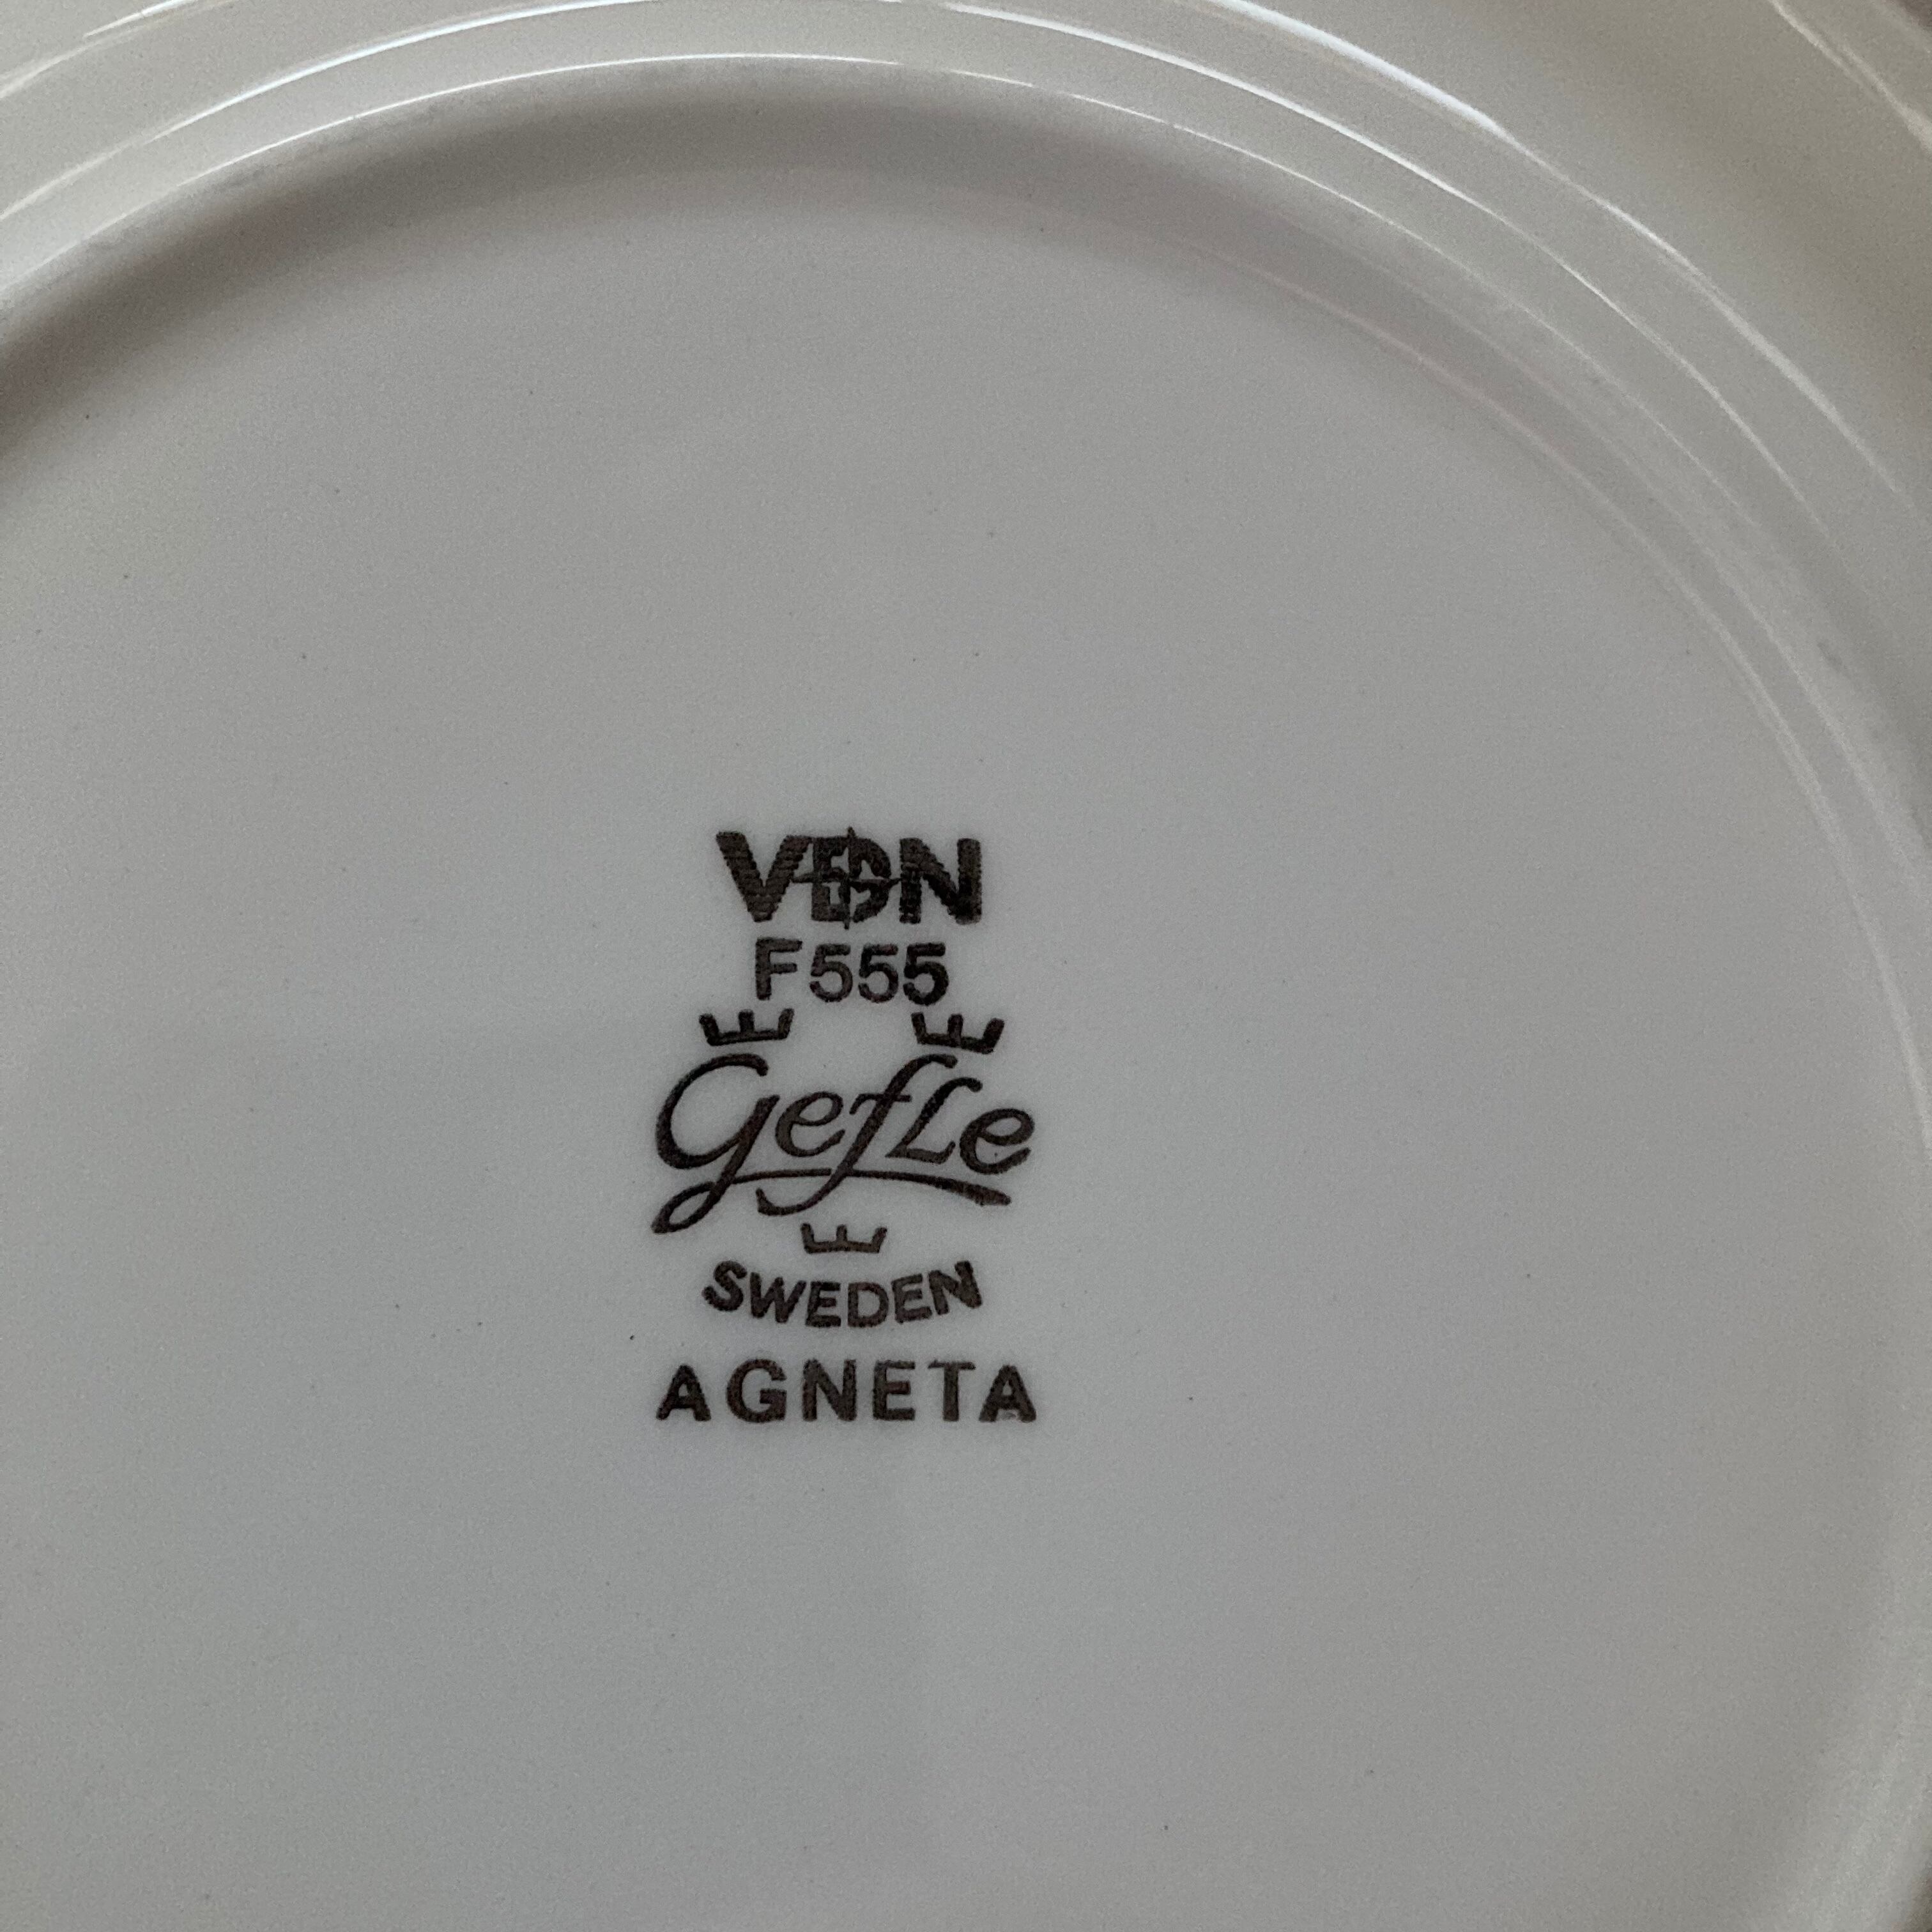 VDN
F555
Gefle
SWEDEN
AGNETA